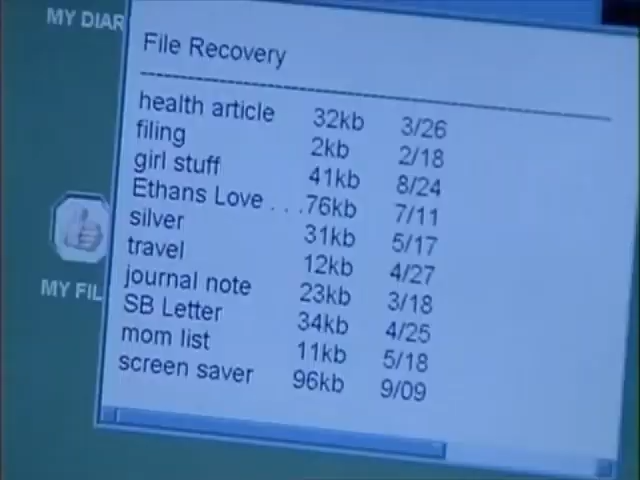 MY DIAR
File Recovery
health article 32kb 3/26
filing 2kb 2/18
girl stuff 41kb 8/24
Ethans Love . . . 76kb 7/11
silver 31kb 5/17
travel 12kb 4/27
journal note 23kb 3/18
SB Letter 34kb 4/25
mom list 11kb 5/18
screen saver 96kb 9/09
MY FIL